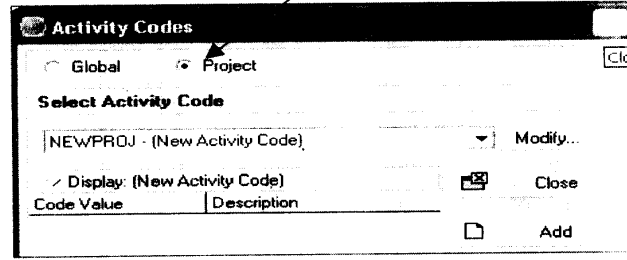 Activity Codes
Global Project
Clo
Select Activity Code
NEWPROJ - (New Activity Code) Modify...
Display: (New Activity Code) Close
Code Value Description
Add